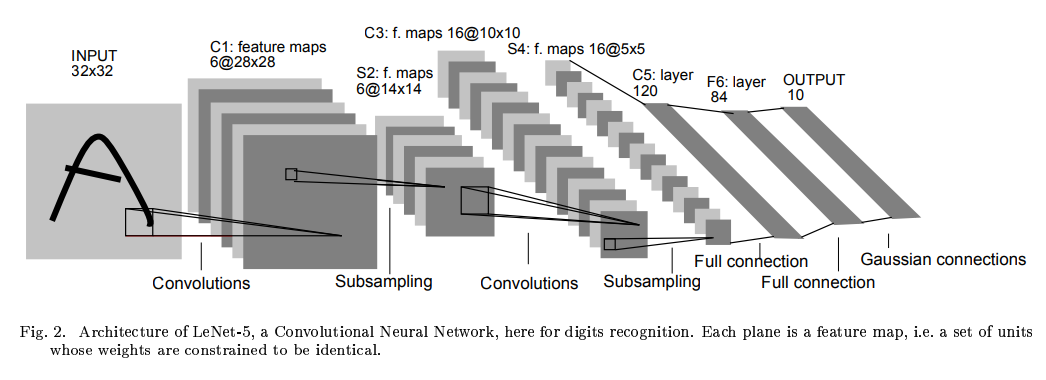 INPUT
32x32
C1: feature maps
6@28x28
S2: f. maps
6@14x14
C3: f. maps 16@10x10
S4: f. maps 16@5x5
C5: layer
120
F6: layer
84
OUTPUT
10
Convolutions
Subsampling
Convolutions
Subsampling
Full connection
Full connection
Gaussian connections
Fig. 2. Architecture of LeNet-5, a Convolutional Neural Network, here for digits recognition. Each plane is a feature map, i.e. a set of units
whose weights are constrained to be identical.